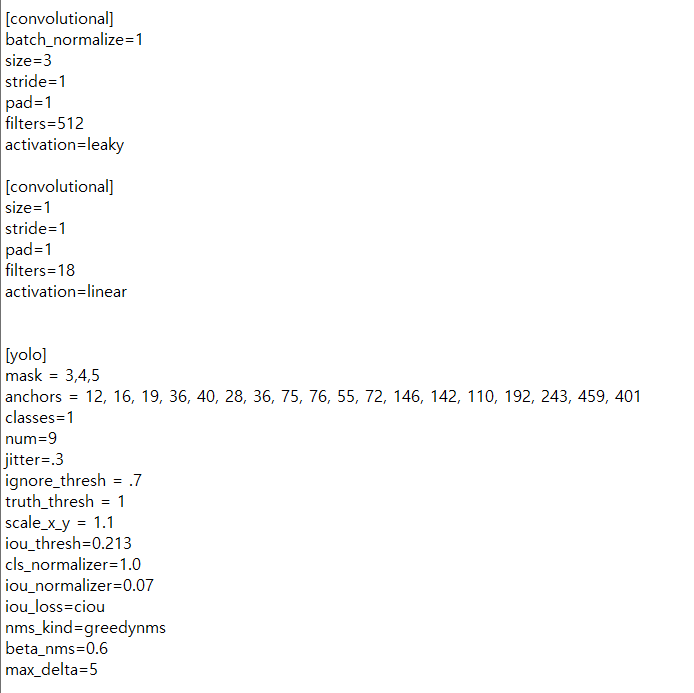 [convolutional]
batch_normalize=1
size=3
stride=1
pad=1
filters=512
activation=leaky
[convolutional]
size=1
stride=1
pad=1
filters=18
activation=linear
[yolo]
mask = 3,4,5
anchors = 12, 16, 19, 36, 40, 28, 36, 75, 76, 55, 72, 146, 142, 110, 192, 243, 459, 401
classes=1
num=9
jitter=.3
ignore_thresh = .7
truth_thresh = 1
scale_x_y = 1.1
iou_thresh=0.213
cls_normalizer=1.0
iou_normalizer=0.07
iou_loss=ciou
nms_kind=greedynms
beta_nms=0.6
max_delta=5